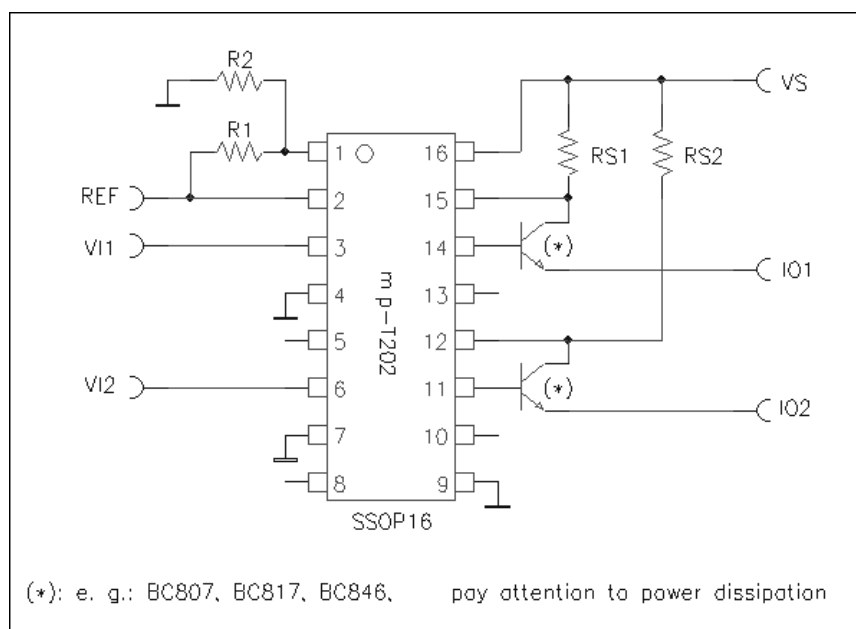 R2
R1
REF
VI1
VI2
1 16
2 15
3 14
4 13
5 12
6 11
7 10
8 9
mp-T202
SSOP16
VS
RS1 RS2
(*)
IO1
(*)
IO2
(*): e. g.: BC807, BC817, BC846, pay attention to power dissipation